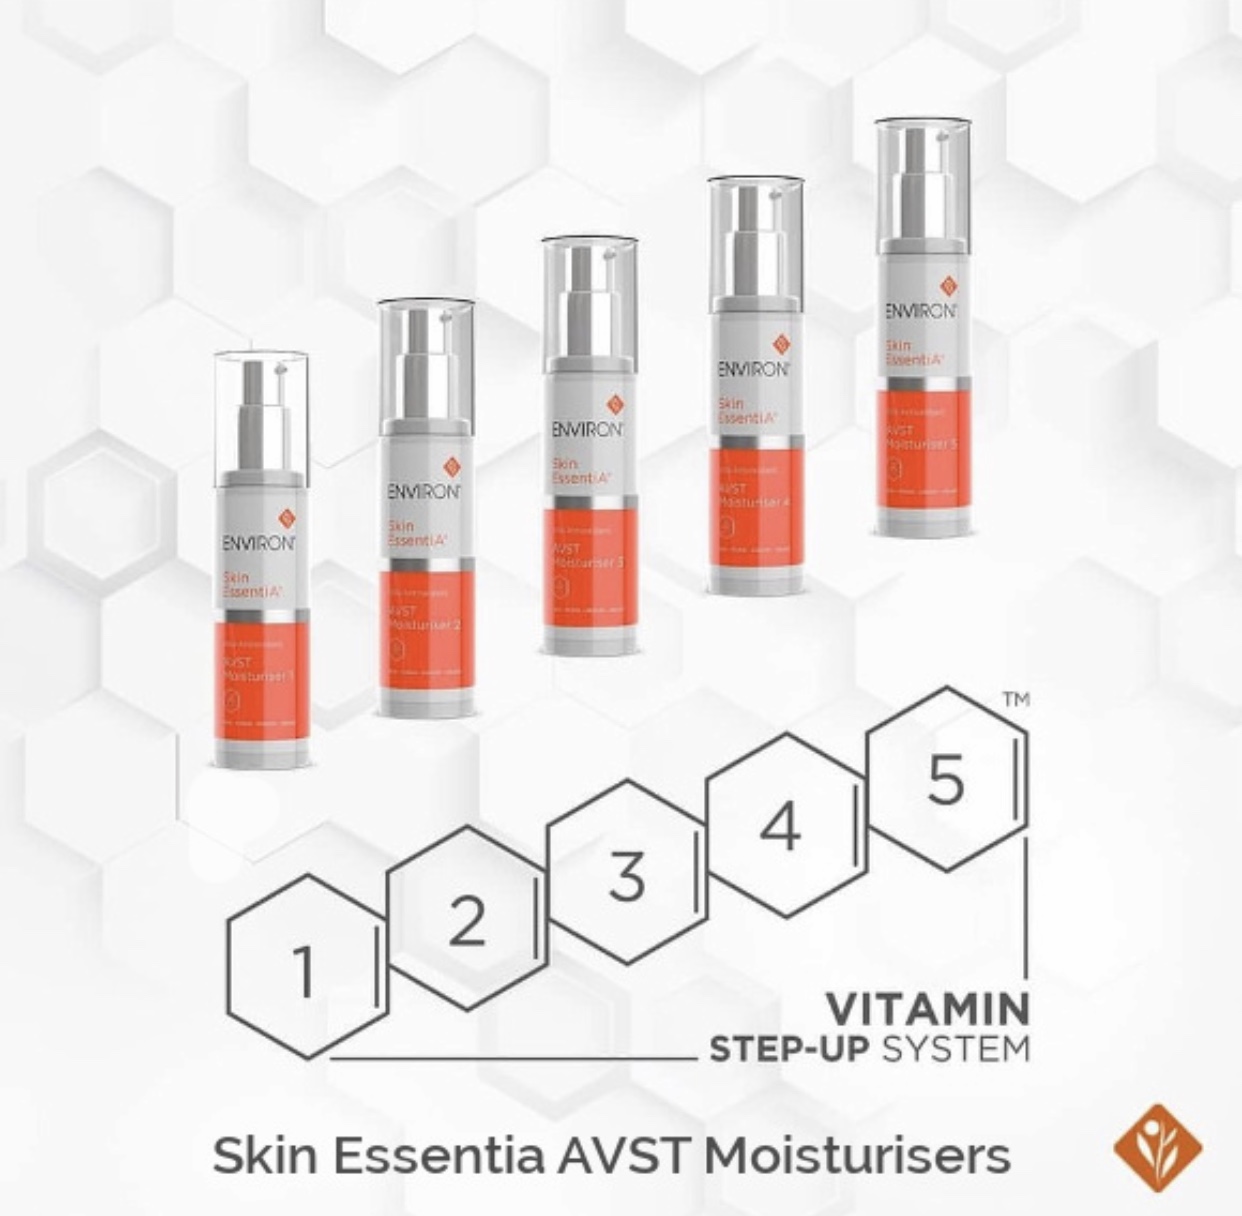 ENVIRON®
Skin
EssentiA®
AVST
Moisturiser 1
ENVIRON®
Skin
EssentiA®
AVST
Moisturiser 2
ENVIRON®
Skin
EssentiA®
AVST
Moisturiser 3
ENVIRON®
Skin
EssentiA®
AVST
Moisturiser 4
ENVIRON®
Skin
EssentiA®
AVST
Moisturiser 5
1
2
3
4
5
TM
VITAMIN
STEP-UP SYSTEM
Skin Essentia AVST Moisturisers